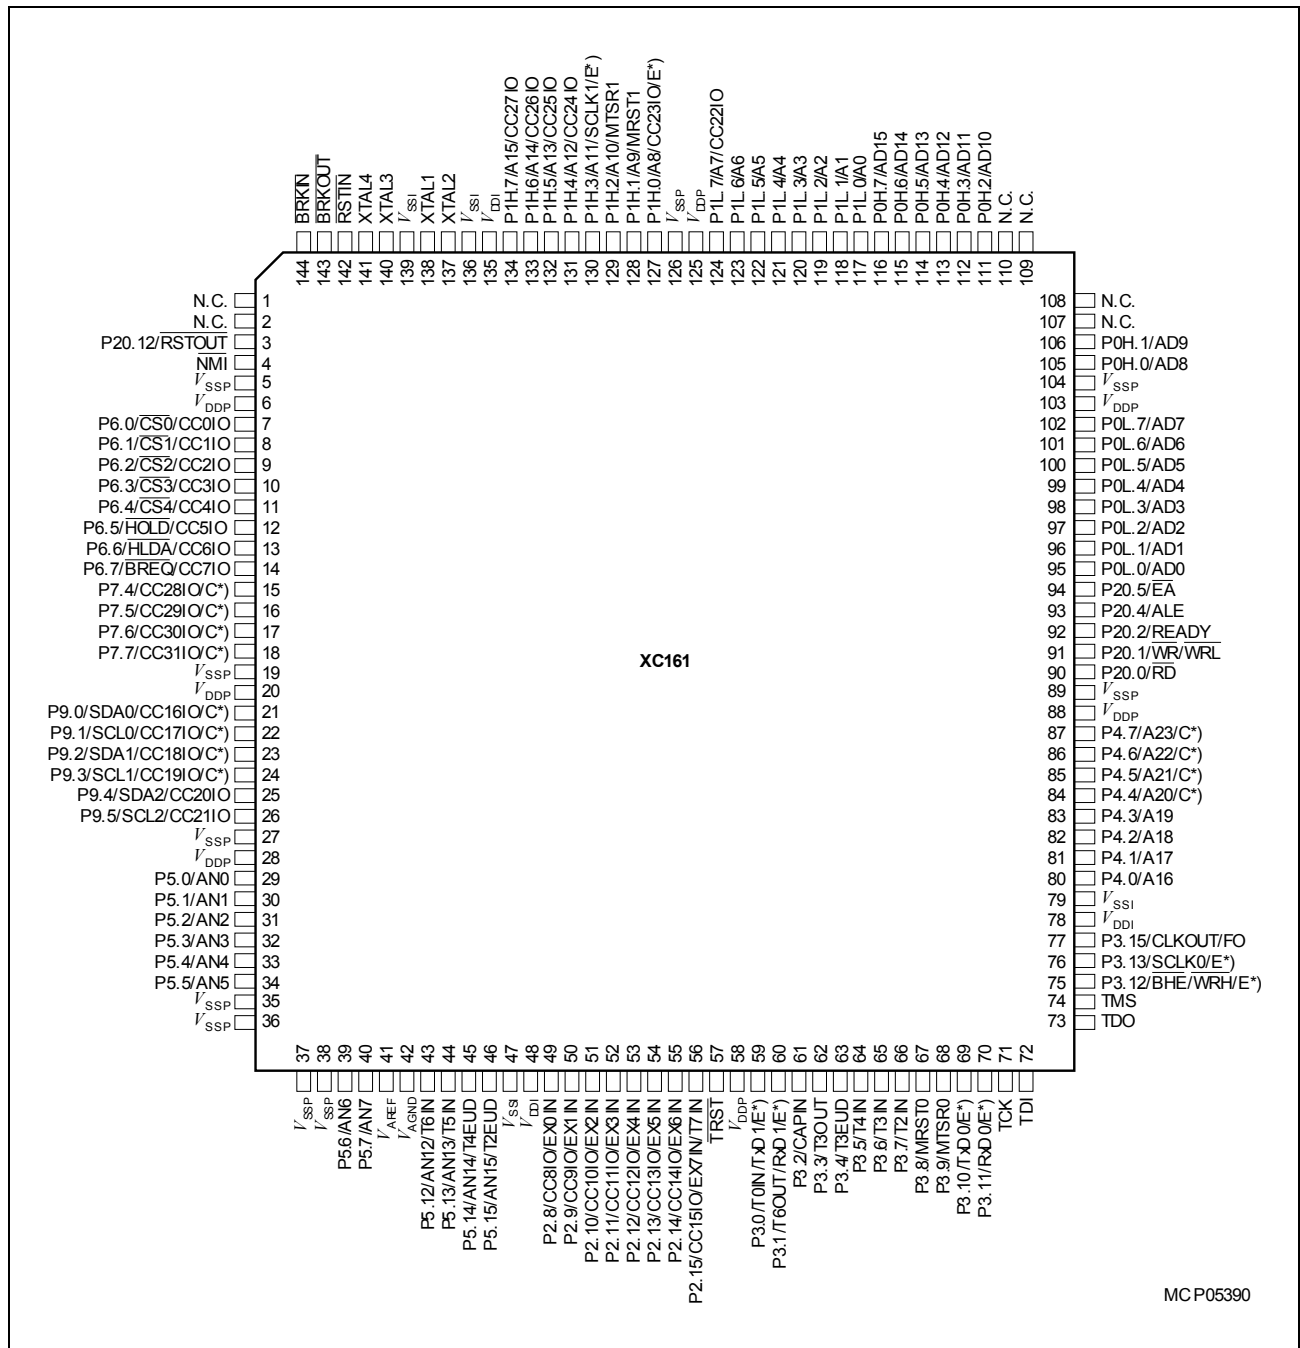 BRKIN
BRKOUT
RSTIN
XTAL4
XTAL3
VSSI
XTAL1
XTAL2
VSSI
VDDI
P1H.7/A15/CC27IO
P1H.6/A14/CC26IO
P1H.5/A13/CC25IO
P1H.4/A12/CC24IO
P1H.3/A11/SCLK1/E*)
P1H.2/A10/MTSR1
P1H.1/A9/MRST1
P1H.0/A8/CC23IO/E*)
VSSP
VDDP
P1L.7/A7/CC22IO
P1L.6/A6
P1L.5/A5
P1L.4/A4
P1L.3/A3
P1L.2/A2
P1L.1/A1
P1L.0/A0
P0H.7/AD15
P0H.6/AD14
P0H.5/AD13
P0H.4/AD12
P0H.3/AD11
P0H.2/AD10
N.C.
N.C.
144
143
142
141
140
139
138
137
136
135
134
133
132
131
130
129
128
127
126
125
124
123
122
121
120
119
118
117
116
115
114
113
112
111
110
109
N.C. 1
N.C. 2
P20.12/RSTOUT 3
NMI 4
VSSP 5
VDDP 6
P6.0/CS0/CC0IO 7
P6.1/CS1/CC1IO 8
P6.2/CS2/CC2IO 9
P6.3/CS3/CC3IO 10
P6.4/CS4/CC4IO 11
P6.5/HOLD/CC5IO 12
P6.6/HLDA/CC6IO 13
P6.7/BREQ/CC7IO 14
P7.4/CC28IO/C*) 15
P7.5/CC29IO/C*) 16
P7.6/CC30IO/C*) 17
P7.7/CC31IO/C*) 18
VSSP 19
VDDP 20
P9.0/SDA0/CC16IO/C*) 21
P9.1/SCL0/CC17IO/C*) 22
P9.2/SDA1/CC18IO/C*) 23
P9.3/SCL1/CC19IO/C*) 24
P9.4/SDA2/CC20IO 25
P9.5/SCL2/CC21IO 26
VSSP 27
VDDP 28
P5.0/AN0 29
P5.1/AN1 30
P5.2/AN2 31
P5.3/AN3 32
P5.4/AN4 33
P5.5/AN5 34
VSSP 35
VSSP 36
XC161
108 N.C.
107 N.C.
106 P0H.1/AD9
105 P0H.0/AD8
104 VSSP
103 VDDP
102 P0L.7/AD7
101 P0L.6/AD6
100 P0L.5/AD5
99 P0L.4/AD4
98 P0L.3/AD3
97 P0L.2/AD2
96 P0L.1/AD1
95 P0L.0/AD0
94 P20.5/EA
93 P20.4/ALE
92 P20.2/READY
91 P20.1/WR/WRL
90 P20.0/RD
89 VSSP
88 VDDP
87 P4.7/A23/C*)
86 P4.6/A22/C*)
85 P4.5/A21/C*)
84 P4.4/A20/C*)
83 P4.3/A19
82 P4.2/A18
81 P4.1/A17
80 P4.0/A16
79 VSSI
78 VDDI
77 P3.15/CLKOUT/FO
76 P3.13/SCLK0/E*)
75 P3.12/BHE/WRH/E*)
74 TMS
73 TDO
37
38
39
40
41
42
43
44
45
46
47
48
49
50
51
52
53
54
55
56
57
58
59
60
61
62
63
64
65
66
67
68
69
70
71
72
VSSP
VSSP
P5.6/AN6
P5.7/AN7
VAREF
VAGND
P5.12/AN12/T6IN
P5.13/AN13/T5IN
P5.14/AN14/T4EUD
P5.15/AN15/T2EUD
VSSI
VDDI
P2.8/CC8IO/EX0IN
P2.9/CC9IO/EX1IN
P2.10/CC10IO/EX2IN
P2.11/CC11IO/EX3IN
P2.12/CC12IO/EX4IN
P2.13/CC13IO/EX5IN
P2.14/CC14IO/EX6IN
P2.15/CC15IO/EX7IN/T7IN
TRST
VDDP
P3.0/T0IN/TxD1/E*)
P3.1/T6OUT/RxD1/E*)
P3.2/CAPIN
P3.3/T3OUT
P3.4/T3EUD
P3.5/T4IN
P3.6/T3IN
P3.7/T2IN
P3.8/MRST0
P3.9/MTSR0
P3.10/TxD0/E*)
P3.11/RxD0/E*)
TCK
TDI
MCP05390